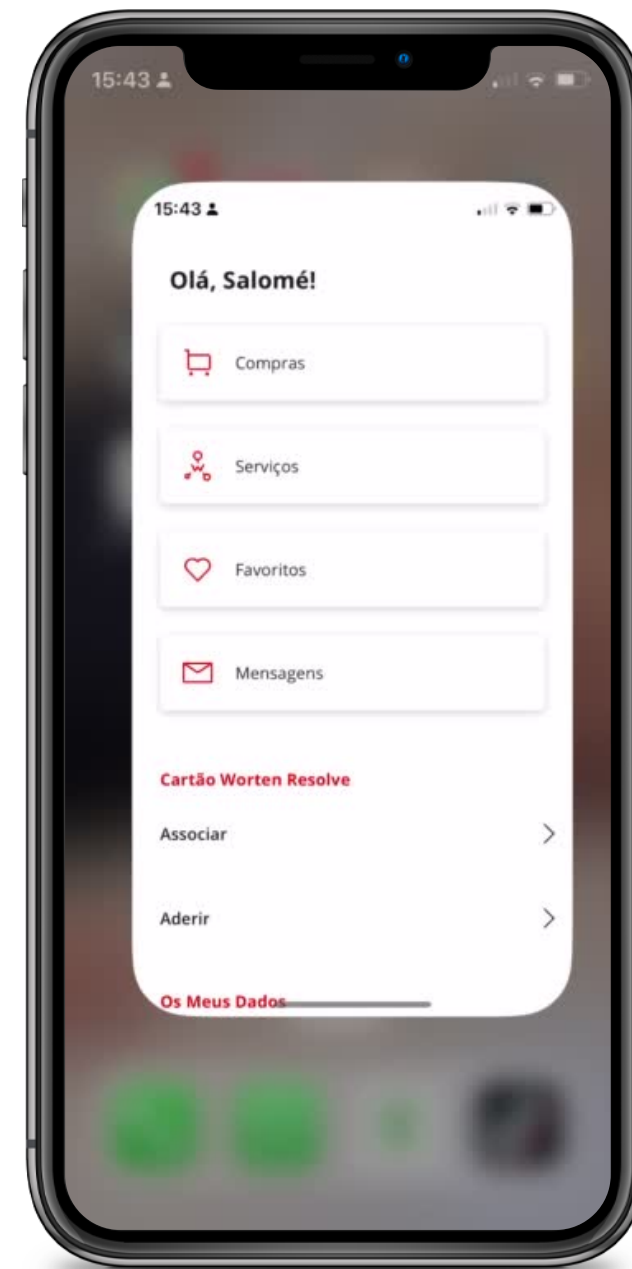 15:43
15:43
Olá, Salomé!
Compras
Serviços
Favoritos
Mensagens
Cartão Worten Resolve
Associar
Aderir
Os Meus Dados